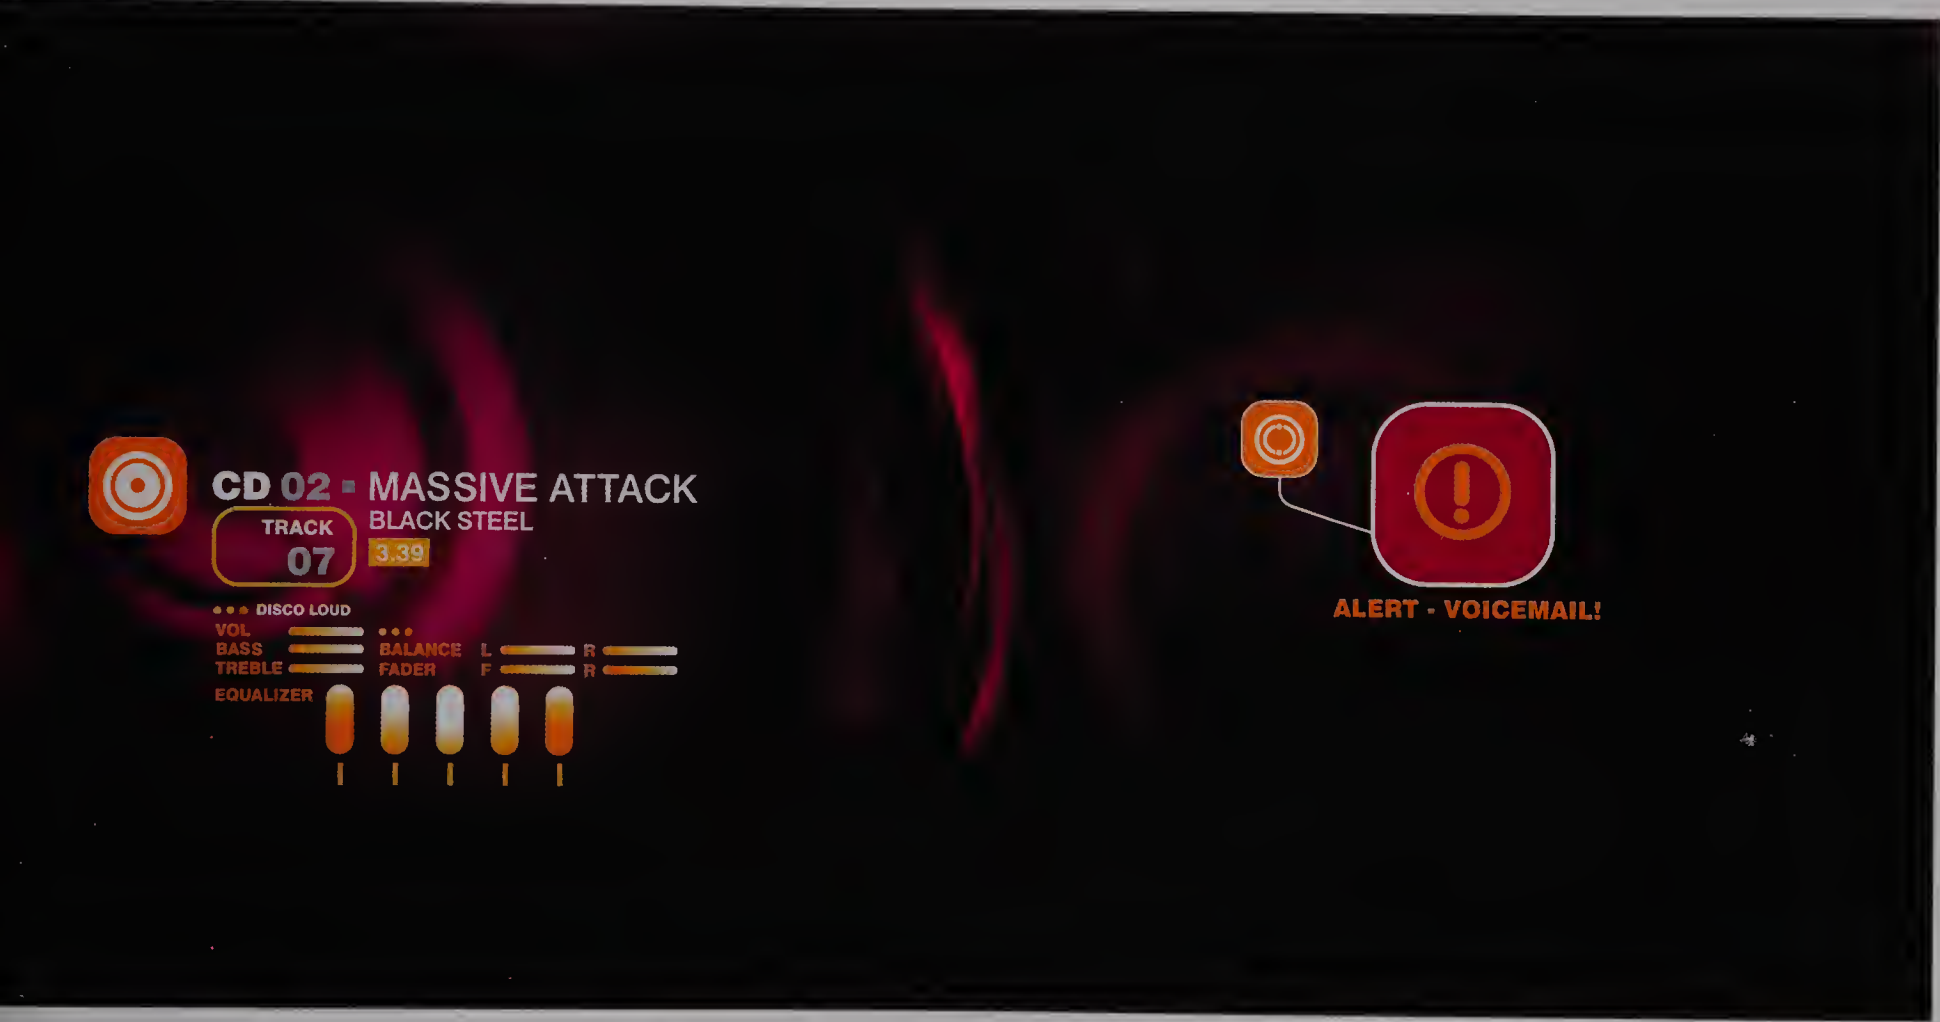 CD 02 - MASSIVE ATTACK
TRACK
07
BLACK STEEL
3.39
DISCO LOUD
VOL
BASS
TREBLE
BALANCE L R
FADER F R
EQUALIZER
ALERT - VOICEMAIL!